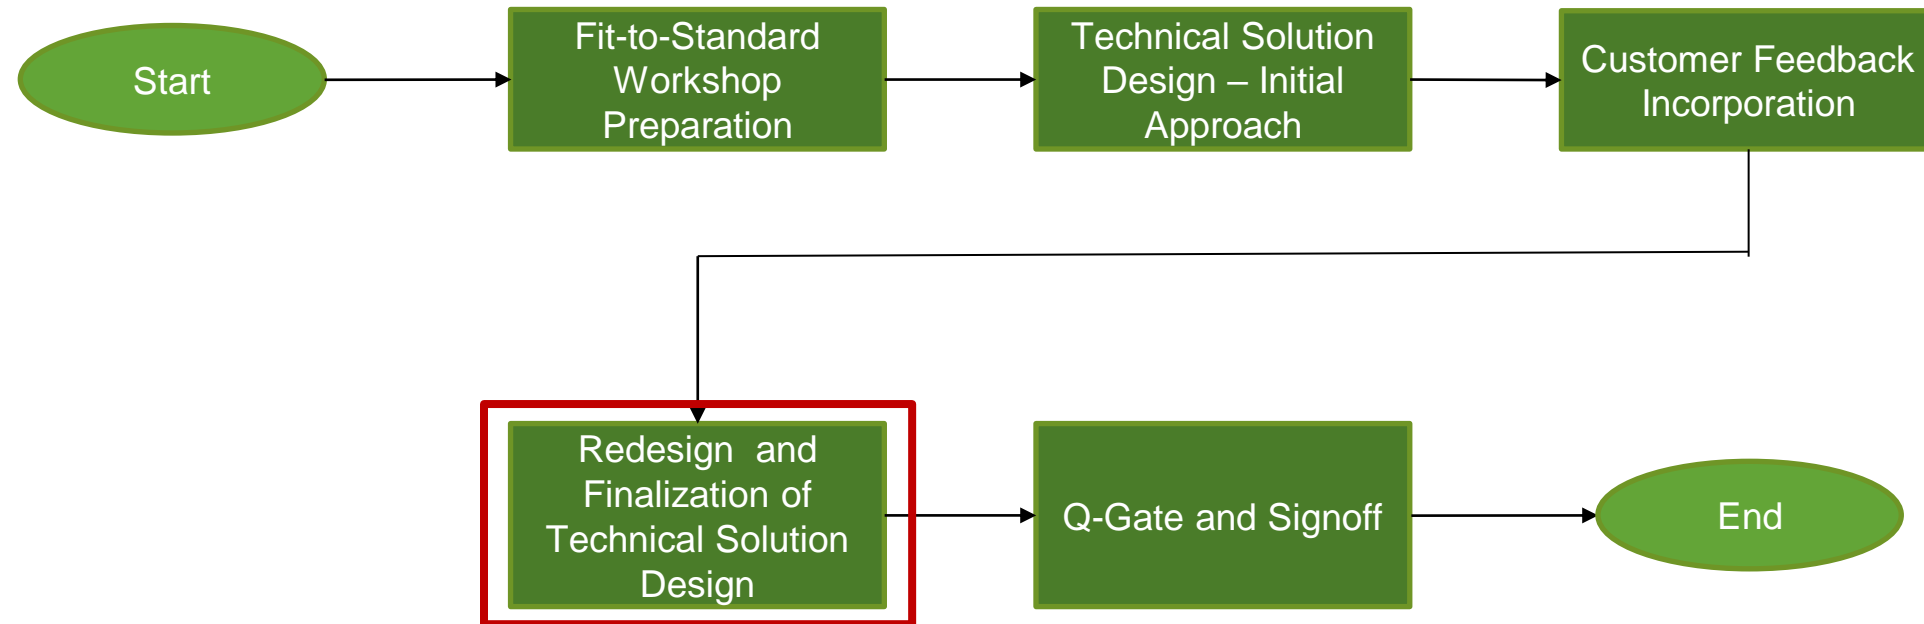 Start
Fit-to-Standard
Workshop
Preparation
Technical Solution
Design – Initial
Approach
Customer Feedback
Incorporation
Redesign  and
Finalization of
Technical Solution
Design
Q-Gate and Signoff
End